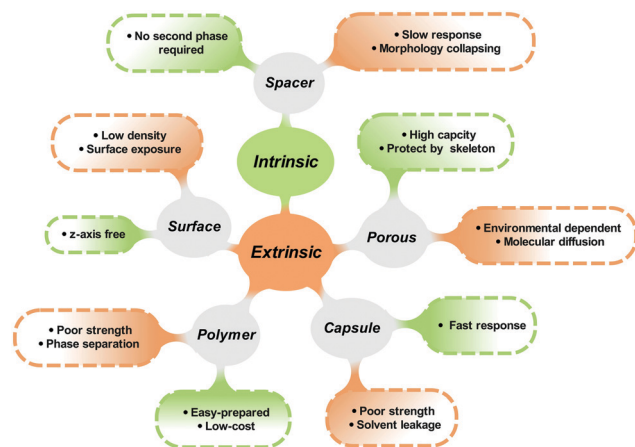 • No second phase
required
• Slow response
• Morphology collapsing
Spacer
• Low density
• Surface exposure
Intrinsic
• High capcity
• Protect by skeleton
• z-axis free
Surface
Extrinsic
Porous
• Environmental dependent
• Molecular diffusion
• Poor strength
• Phase separation
Polymer
Capsule
• Fast response
• Easy-prepared
• Low-cost
• Poor strength
• Solvent leakage